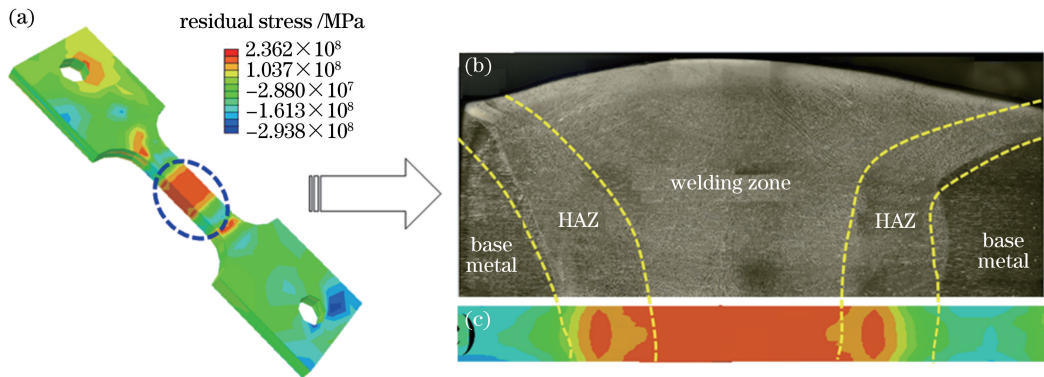 (a)
residual stress /MPa
2.362×10⁸
1.037×10⁸
−2.880×10⁷
−1.613×10⁸
−2.938×10⁸
(b)
welding zone
HAZ
HAZ
base
metal
base
metal
(c)